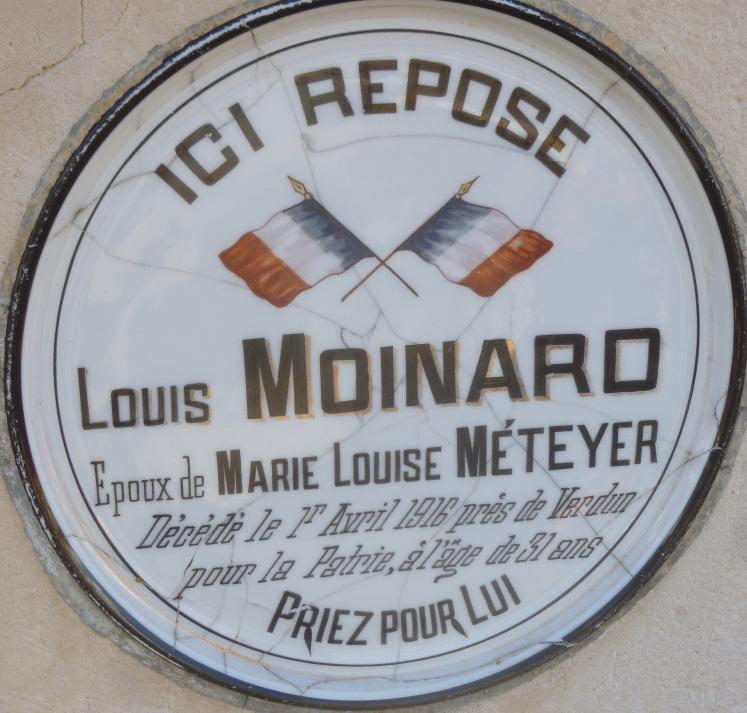 ICI REPOSE
LOUIS MOINARD
Epoux de MARIE LOUISE MÉTEYER
Décédé le 1r Avril 1916 près de Verdun
pour la Patrie, à l'âge de 31 ans
PRIEZ POUR LUI